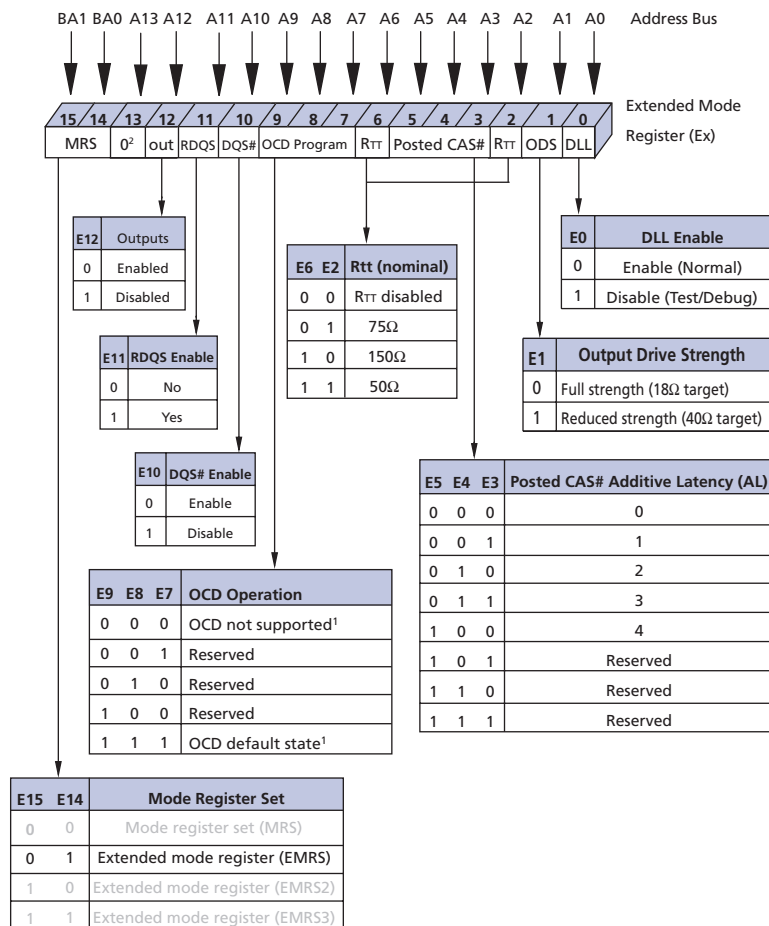 BA1 BA0 A13 A12 A11 A10 A9 A8 A7 A6 A5 A4 A3 A2 A1 A0 Address Bus
15 14 13 12 11 10 9 8 7 6 5 4 3 2 1 0 Extended Mode
MRS 0² out RDQS DQS# OCD Program RTT Posted CAS# RTT ODS DLL Register (Ex)
E12 Outputs
0 Enabled
1 Disabled
E11 RDQS Enable
0 No
1 Yes
E10 DQS# Enable
0 Enable
1 Disable
E6 E2 Rtt (nominal)
0 0 RTT disabled
0 1 75Ω
1 0 150Ω
1 1 50Ω
E0 DLL Enable
0 Enable (Normal)
1 Disable (Test/Debug)
E1 Output Drive Strength
0 Full strength (18Ω target)
1 Reduced strength (40Ω target)
E5 E4 E3 Posted CAS# Additive Latency (AL)
0 0 0 0
0 0 1 1
0 1 0 2
0 1 1 3
1 0 0 4
1 0 1 Reserved
1 1 0 Reserved
1 1 1 Reserved
E9 E8 E7 OCD Operation
0 0 0 OCD not supported¹
0 0 1 Reserved
0 1 0 Reserved
1 0 0 Reserved
1 1 1 OCD default state¹
E15 E14 Mode Register Set
0 0 Mode register set (MRS)
0 1 Extended mode register (EMRS)
1 0 Extended mode register (EMRS2)
1 1 Extended mode register (EMRS3)